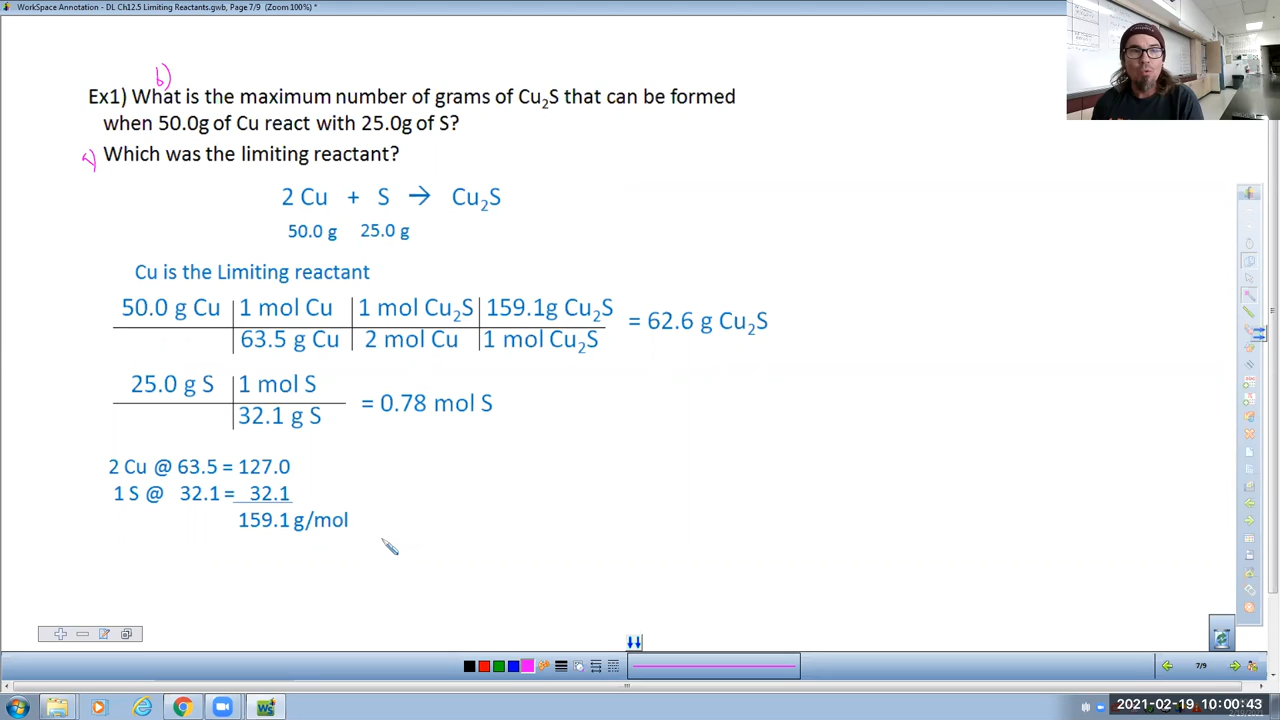 WorkSpace Annotation - DL Ch12.5 Limiting Reactants.gwb, Page 7/9 (Zoom 100%) *
b)
Ex1) What is the maximum number of grams of Cu₂S that can be formed
when 50.0g of Cu react with 25.0g of S?
a) Which was the limiting reactant?
2 Cu + S → Cu₂S
50.0 g 25.0 g
Cu is the Limiting reactant
50.0 g Cu 1 mol Cu 1 mol Cu₂S 159.1g Cu₂S
63.5 g Cu 2 mol Cu 1 mol Cu₂S
= 62.6 g Cu₂S
25.0 g S 1 mol S
32.1 g S
= 0.78 mol S
2 Cu @ 63.5 = 127.0
1 S @ 32.1 = 32.1
159.1 g/mol
7/9
2021-02-19 10:00:43